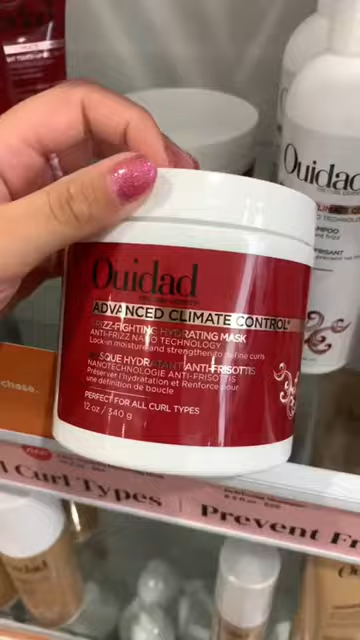 Ouidad
ADVANCED CLIMATE CONTROL®
FRIZZ-FIGHTING HYDRATING MASK
ANTI-FRIZZ NANO TECHNOLOGY
Lock-in moisture and strengthen to define curls
MASQUE HYDRATANT ANTI-FRISOTTIS
NANOTECHNOLOGIE ANTI-FRISOTTIS
Préserver l'hydratation et Renforce pour
une définition de boucle
PERFECT FOR ALL CURL TYPES
12 oz / 340 g
Ouidad
chase.
Curl Types
Prevent Fr